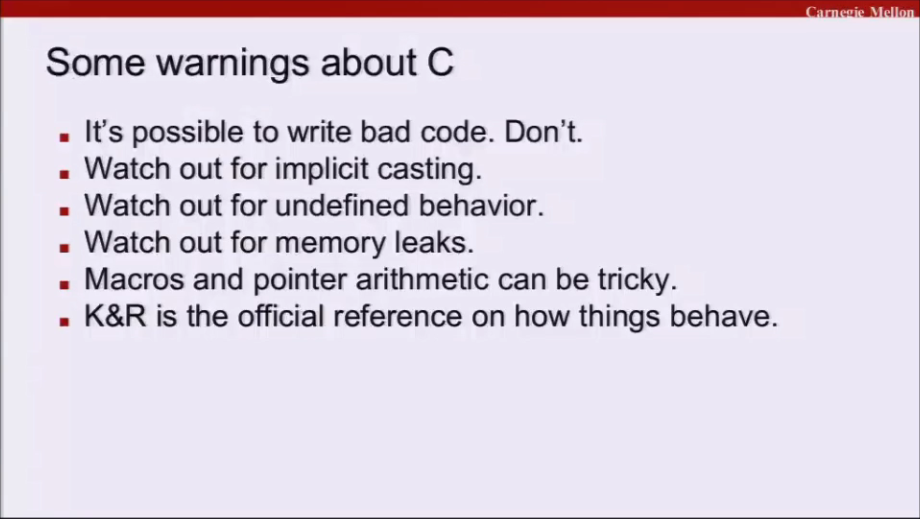 Carnegie Mellon
Some warnings about C
▪ It's possible to write bad code. Don't.
▪ Watch out for implicit casting.
▪ Watch out for undefined behavior.
▪ Watch out for memory leaks.
▪ Macros and pointer arithmetic can be tricky.
▪ K&R is the official reference on how things behave.